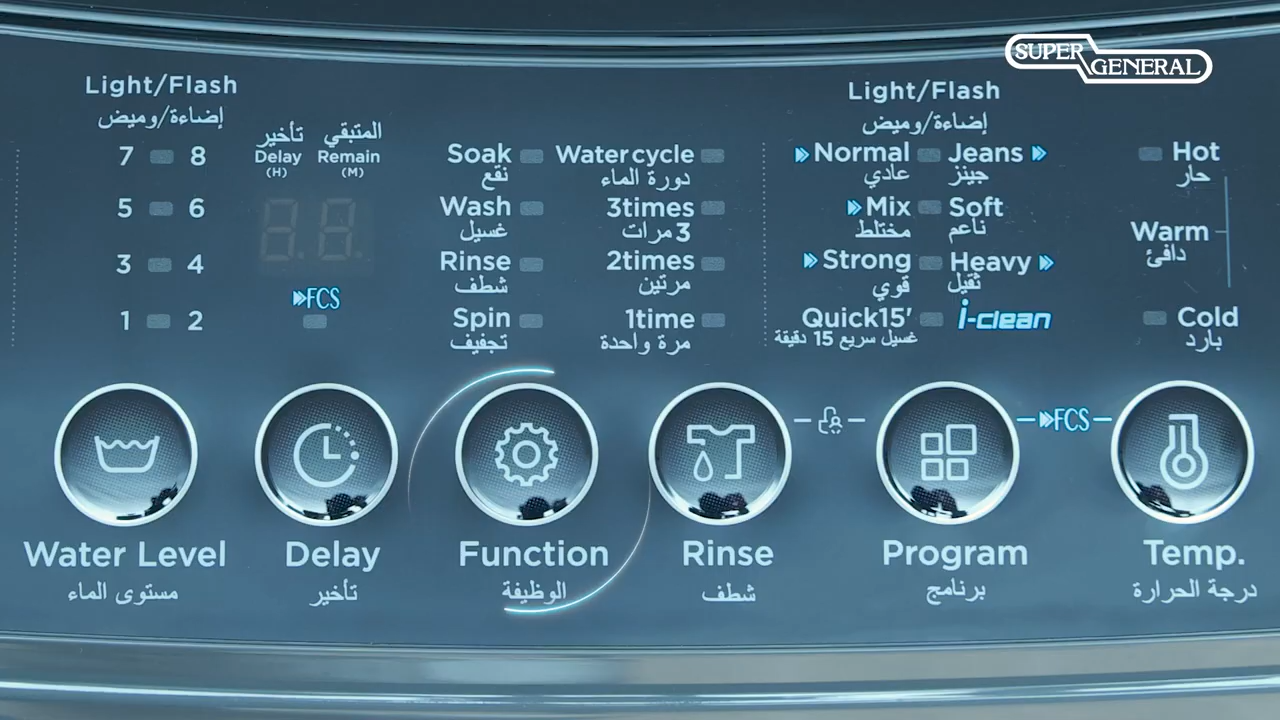 SUPER GENERAL
Light/Flash
إضاءة/وميض
7 8
5 6
3 4
1 2
تأخير المتبقي
Delay Remain
(H) (M)
8.8.
FCS
Soak
نقع
Wash
غسيل
Rinse
شطف
Spin
تجفيف
Water cycle
دورة الماء
3times
3 مرات
2times
مرتين
1time
مرة واحدة
Light/Flash
إضاءة/وميض
Normal Jeans
عادي جينز
Mix Soft
مختلط ناعم
Strong Heavy
قوي ثقيل
Quick15' i-clean
غسيل سريع 15 دقيقة
Hot
حار
Warm
دافئ
Cold
بارد
FCS
Water Level
مستوى الماء
Delay
تأخير
Function
الوظيفة
Rinse
شطف
Program
برنامج
Temp.
درجة الحرارة